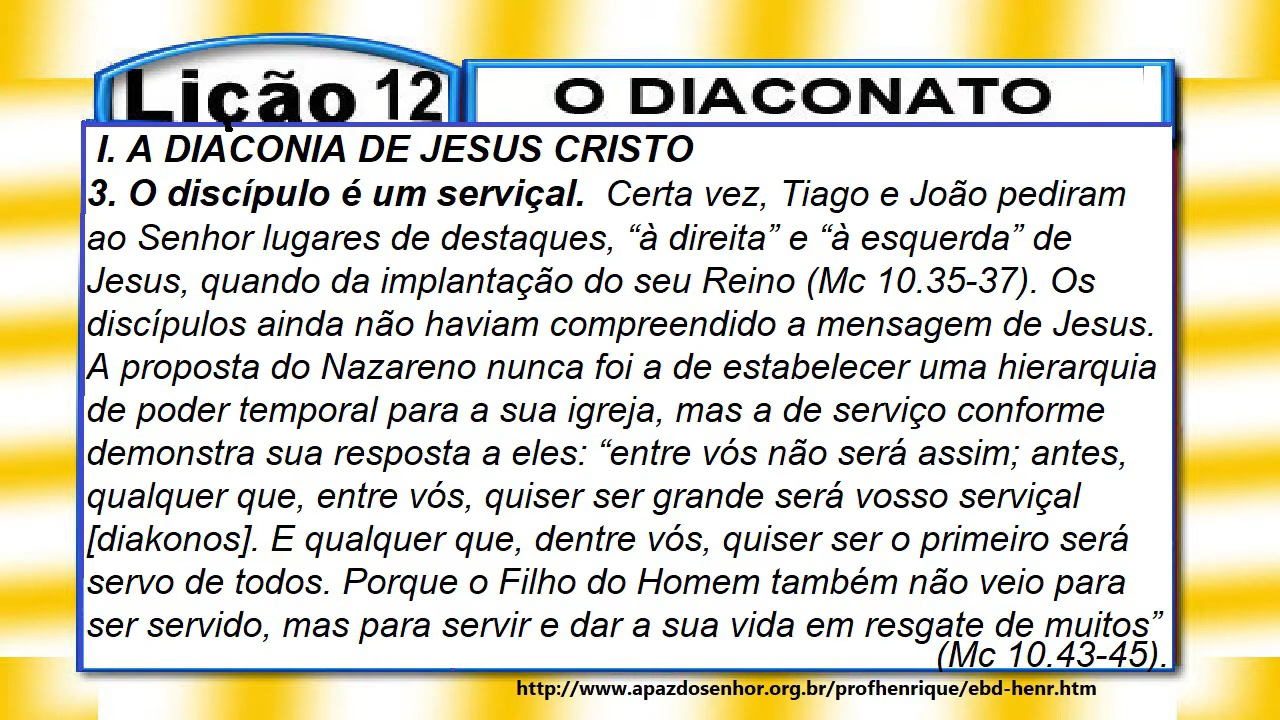 Lição 12
O DIACONATO
I. A DIACONIA DE JESUS CRISTO
3. O discípulo é um serviçal. Certa vez, Tiago e João pediram
ao Senhor lugares de destaques, “à direita” e “à esquerda” de
Jesus, quando da implantação do seu Reino (Mc 10.35-37). Os
discípulos ainda não haviam compreendido a mensagem de Jesus.
A proposta do Nazareno nunca foi a de estabelecer uma hierarquia
de poder temporal para a sua igreja, mas a de serviço conforme
demonstra sua resposta a eles: “entre vós não será assim; antes,
qualquer que, entre vós, quiser ser grande será vosso serviçal
[diakonos]. E qualquer que, dentre vós, quiser ser o primeiro será
servo de todos. Porque o Filho do Homem também não veio para
ser servido, mas para servir e dar a sua vida em resgate de muitos”
(Mc 10.43-45).
http://www.apazdosenhor.org.br/profhenrique/ebd-henr.htm